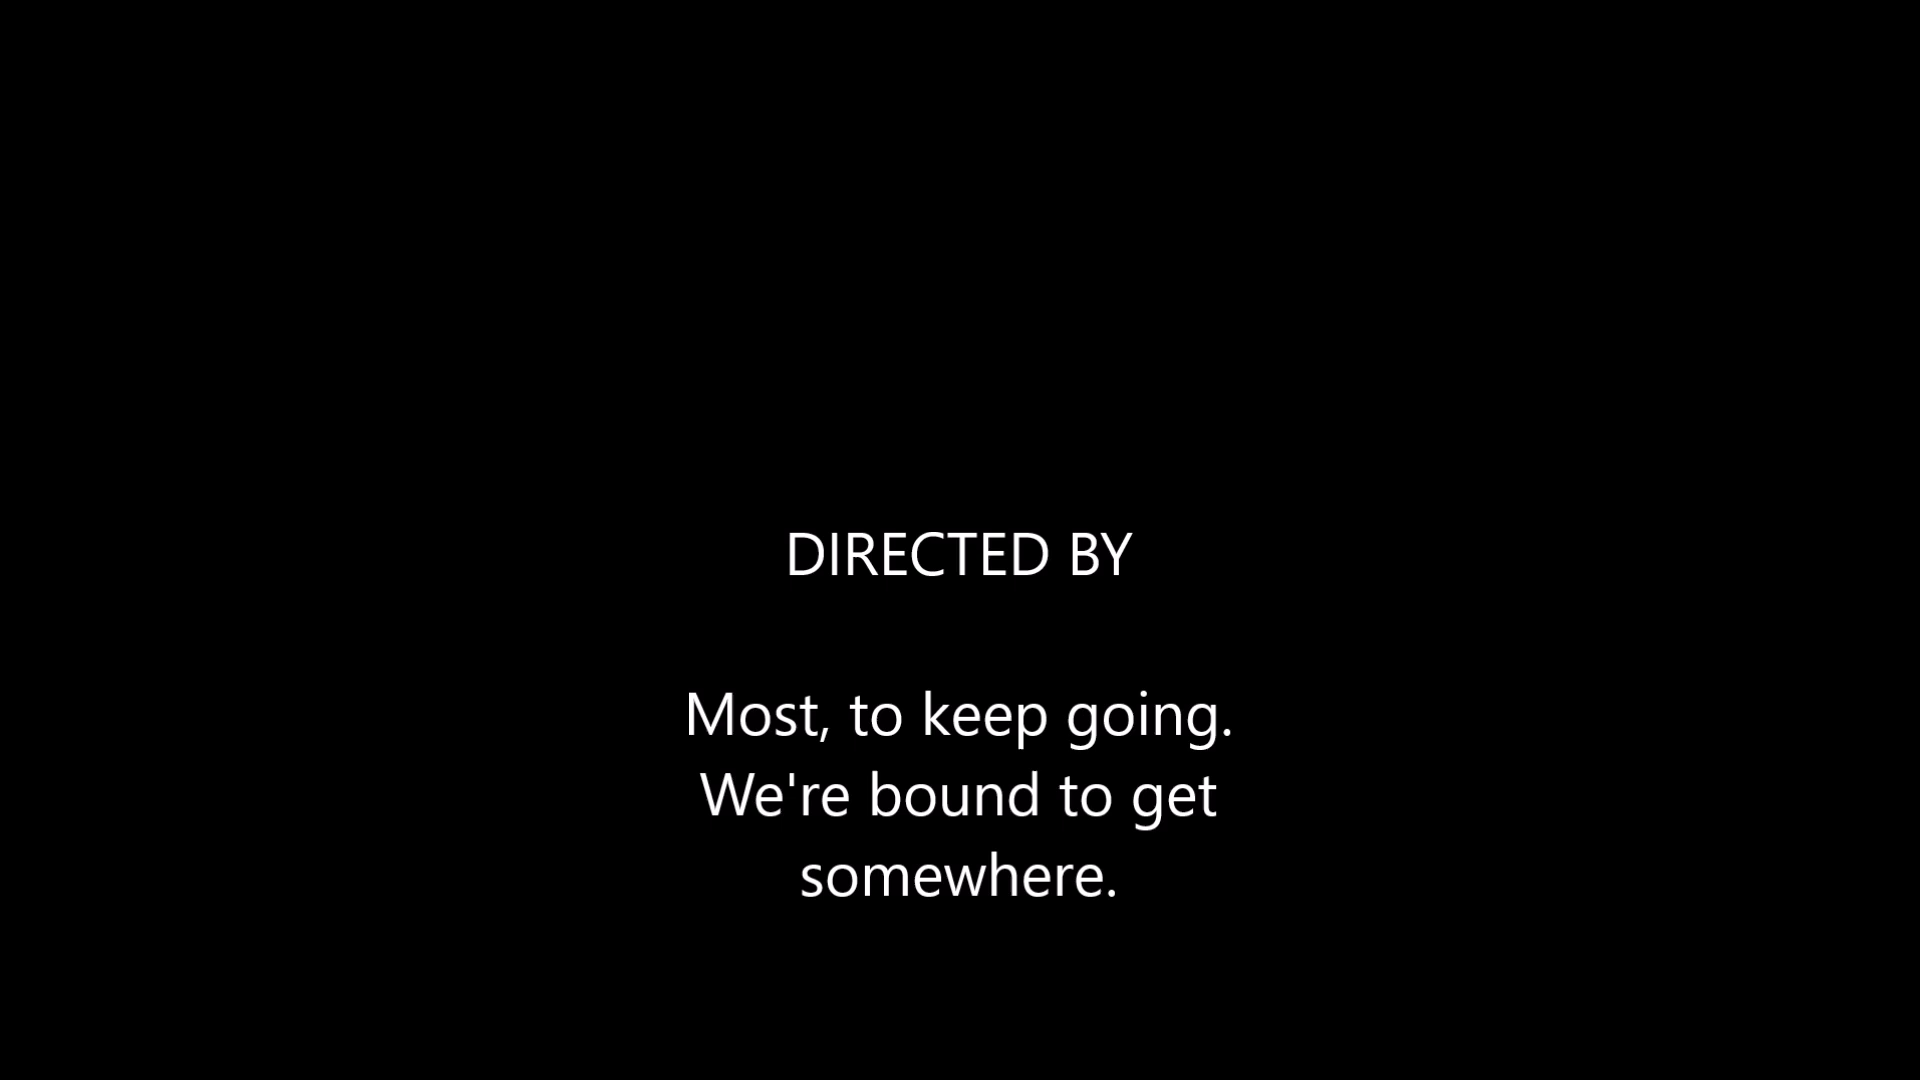 DIRECTED BY
Most, to keep going.
We're bound to get
somewhere.